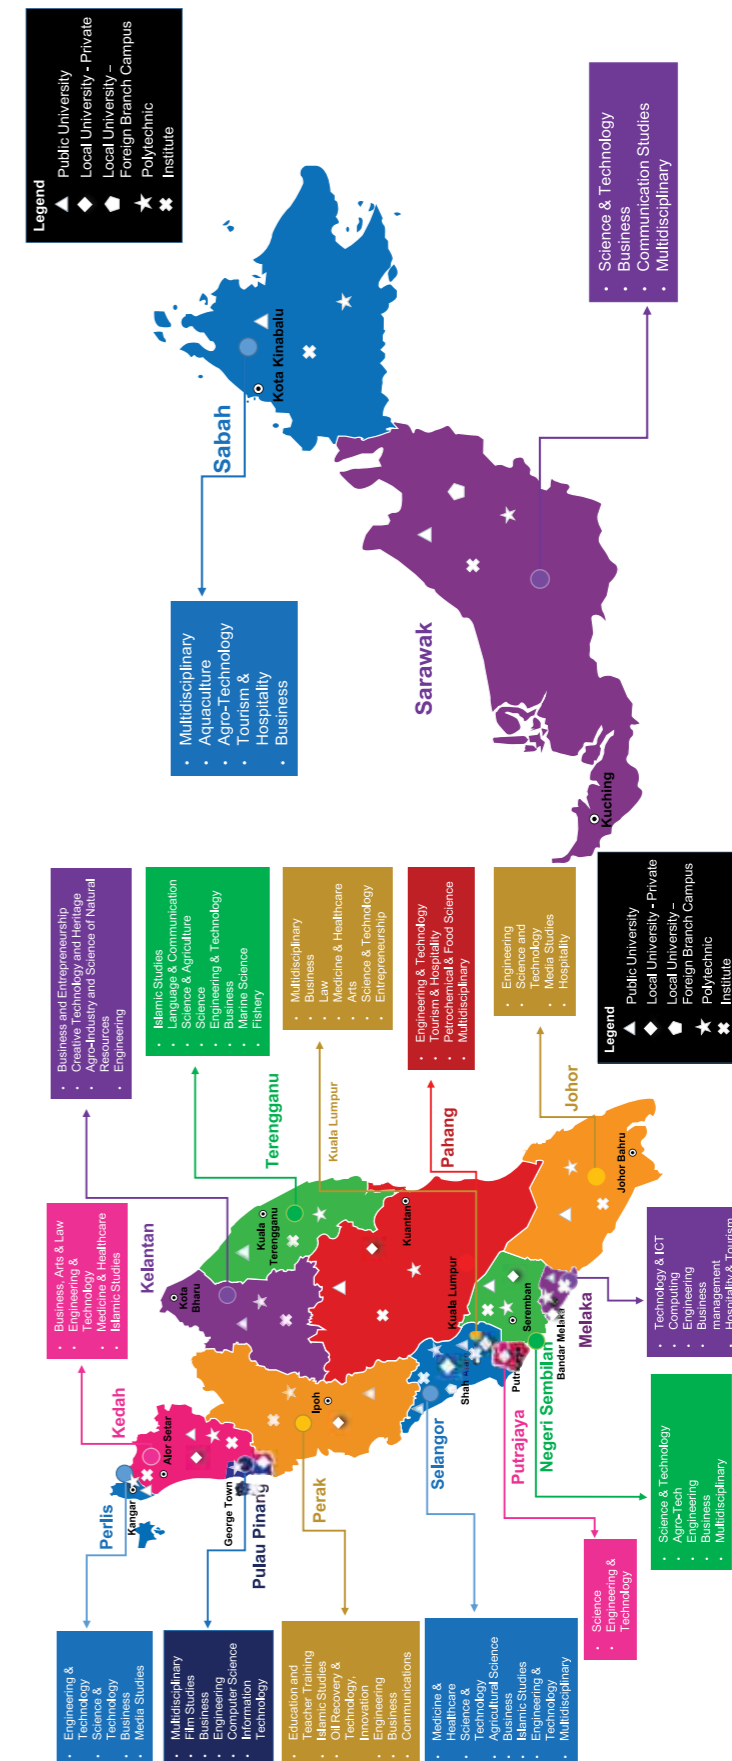 • Engineering &
Technology
• Science &
Technology
• Business
• Media Studies
Perlis
Kangar
• Multidisciplinary
• Film Studies
• Business
• Engineering
• Computer Science
• Information
Technology
George Town
Pulau Pinang
• Education and
Teacher Training
• Islamic Studies
• Oil Recovery &
Technology,
Innovation
• Engineering
• Business
• Communications
Perak
Ipoh
• Medicine &
Healthcare
• Science &
Technology
• Agricultural Science
• Business
• Islamic Studies
• Engineering &
Technology
• Multidisciplinary
Selangor
Shah
• Science
• Engineering &
Technology
Putrajaya
• Science & Technology
• Agro-Tech
• Engineering
• Business
• Multidisciplinary
Negeri Sembilan
Seremban
• Technology & ICT
• Computing
• Engineering
• Business
management
• Hospitality & Tourism
Melaka
Bandar Melaka
• Business, Arts & Law
• Engineering &
Technology
• Medicine & Healthcare
• Islamic Studies
Kedah
Alor Setar
• Business and Entrepreneurship
• Creative Technology and Heritage
• Agro-Industry and Science of Natural
Resources
• Engineering
Kelantan
Kota
Bharu
• Islamic Studies
• Language & Communication
• Science & Agriculture
• Science
• Engineering & Technology
• Business
• Marine Science
• Fishery
Terengganu
Kuala
Terengganu
• Multidisciplinary
• Business
• Law
• Medicine & Healthcare
• Arts
• Science & Technology
• Entrepreneurship
Kuala Lumpur
Kuala Lumpur
• Engineering & Technology
• Tourism & Hospitality
• Petrochemical & Food Science
• Multidisciplinary
Pahang
Kuantan
• Engineering
• Science and
Technology
• Media Studies
• Hospitality
Johor
Johor Bahru
Legend
Public University
Local University - Private
Local University –
Foreign Branch Campus
Polytechnic
Institute
• Multidisciplinary
• Aquaculture
• Agro-Technology
• Tourism &
Hospitality
• Business
Sabah
Kota Kinabalu
Sarawak
Kuching
• Science & Technology
• Business
• Communication Studies
• Multidisciplinary
Legend
Public University
Local University - Private
Local University –
Foreign Branch Campus
Polytechnic
Institute